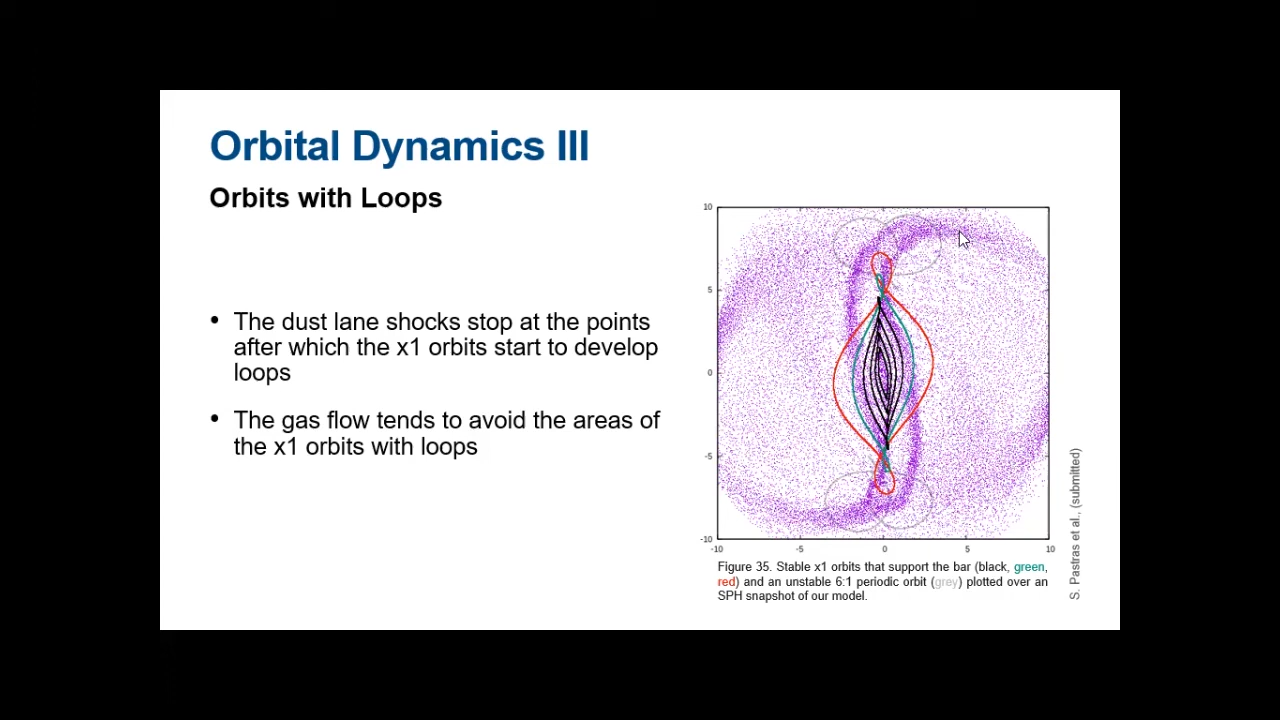 Orbital Dynamics III
Orbits with Loops
• The dust lane shocks stop at the points
after which the x1 orbits start to develop
loops
• The gas flow tends to avoid the areas of
the x1 orbits with loops
10
5
0
-5
-10
-10
-5
0
5
10
Figure 35. Stable x1 orbits that support the bar (black, green,
red) and an unstable 6:1 periodic orbit (grey) plotted over an
SPH snapshot of our model.
S. Pastras et al., (submitted)